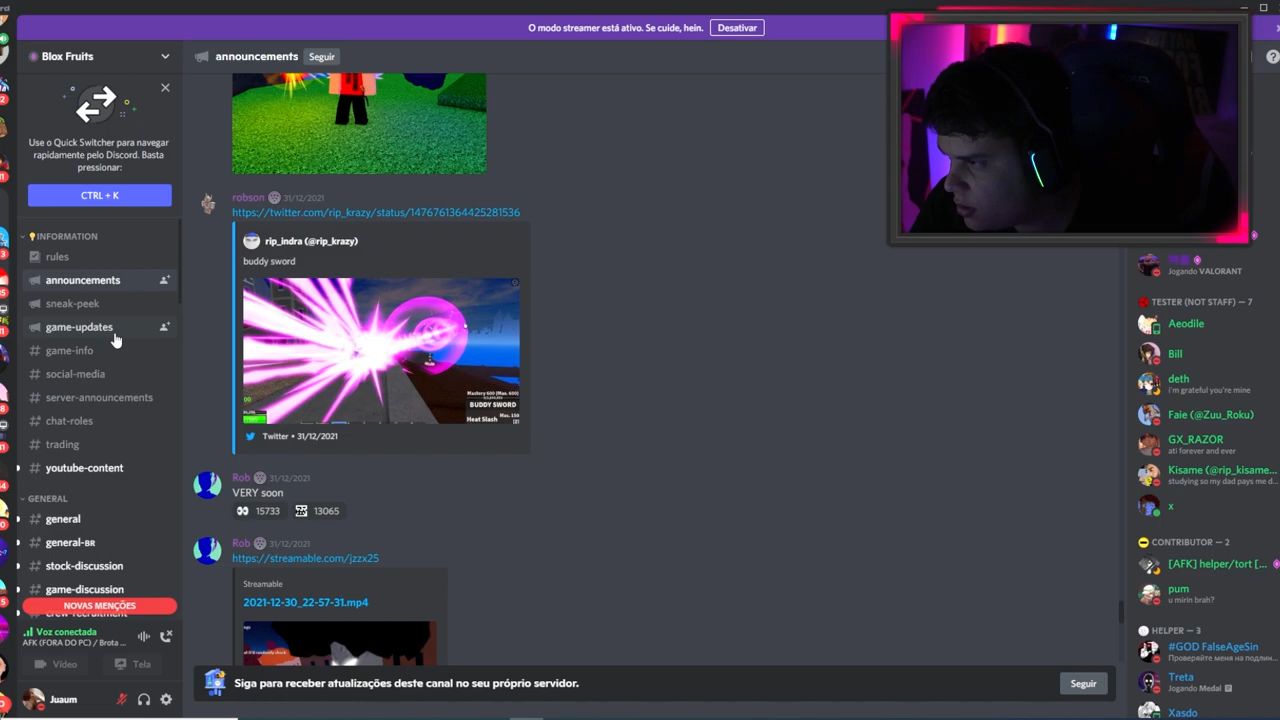 O modo streamer está ativo. Se cuide, hein.
Desativar
Blox Fruits
announcements
Seguir
Use o Quick Switcher para navegar
rapidamente pelo Discord. Basta
pressionar:
CTRL + K
INFORMATION
rules
announcements
sneak-peek
game-updates
game-info
social-media
server-announcements
chat-roles
trading
youtube-content
GENERAL
general
general-BR
stock-discussion
game-discussion
NOVAS MENÇÕES
Voz conectada
AFK (FORA DO PC) / Brota ...
Vídeo
Tela
Juaum
robson 31/12/2021
https://twitter.com/rip_krazy/status/1476761364425281536
rip_indra (@rip_krazy)
buddy sword
Mastery 600 (Max. 600)
BUDDY SWORD
Heat Slash
Twitter • 31/12/2021
Rob 31/12/2021
VERY soon
15733
13065
Rob 31/12/2021
https://streamable.com/jzzx25
Streamable
2021-12-30_22-57-31.mp4
Siga para receber atualizações deste canal no seu próprio servidor.
Seguir
Jogando VALORANT
TESTER (NOT STAFF) — 7
Aeodile
Bill
deth
i'm grateful you're mine
Faie (@Zuu_Roku)
GX_RAZOR
ati forever and ever
Kisame (@rip_kisame...
studying so my dad pays me d...
x
CONTRIBUTOR — 2
[AFK] helper/tort [...
pum
u mirin brah?
HELPER — 3
#GOD FalseAgeSin
Проверяйте меня на подлин...
Treta
Jogando Medal
Xasdo